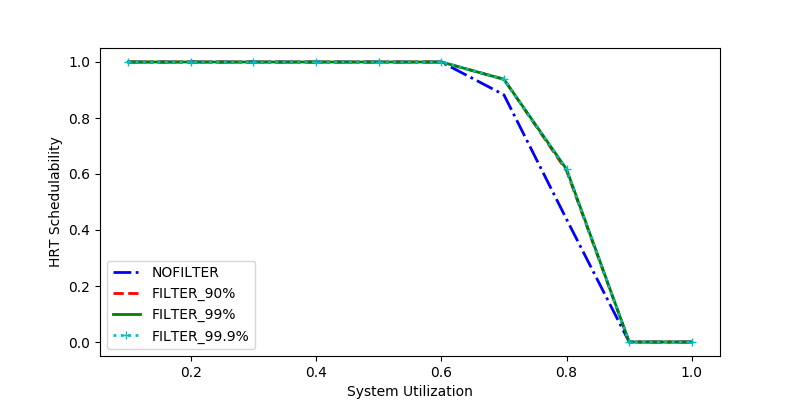 1.0
0.8
0.6
0.4
0.2
0.0
HRT Schedulability
NOFILTER
FILTER_90%
FILTER_99%
FILTER_99.9%
0.2 0.4 0.6 0.8 1.0
System Utilization